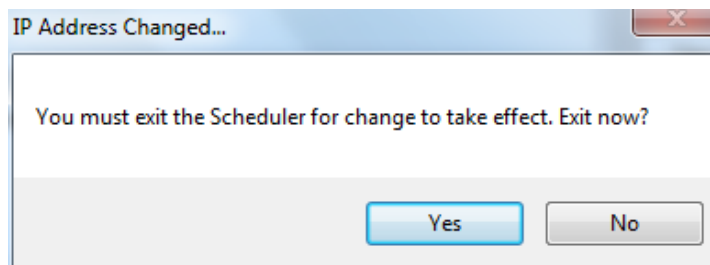 IP Address Changed...
You must exit the Scheduler for change to take effect. Exit now?
Yes No